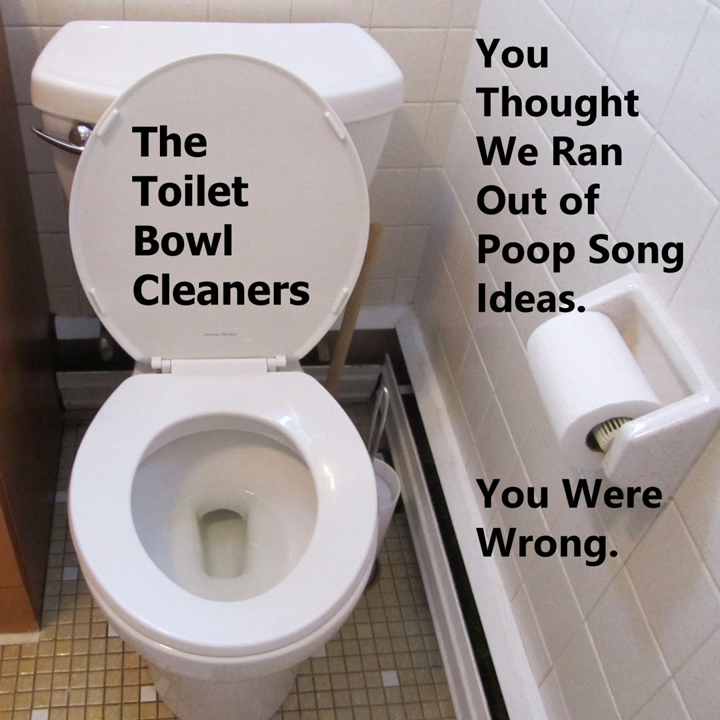 The
Toilet
Bowl
Cleaners
You
Thought
We Ran
Out of
Poop Song
Ideas.
You Were
Wrong.